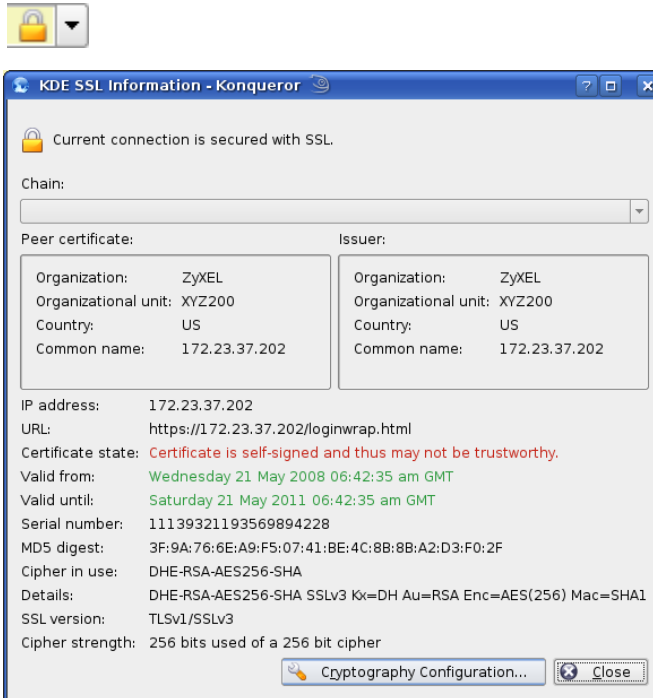 KDE SSL Information - Konqueror
Current connection is secured with SSL.
Chain:
Peer certificate:
Organization: ZyXEL
Organizational unit: XYZ200
Country: US
Common name: 172.23.37.202
Issuer:
Organization: ZyXEL
Organizational unit: XYZ200
Country: US
Common name: 172.23.37.202
IP address: 172.23.37.202
URL: https://172.23.37.202/loginwrap.html
Certificate state: Certificate is self-signed and thus may not be trustworthy.
Valid from: Wednesday 21 May 2008 06:42:35 am GMT
Valid until: Saturday 21 May 2011 06:42:35 am GMT
Serial number: 11139321193569894228
MD5 digest: 3F:9A:76:6E:A9:F5:07:41:BE:4C:8B:8B:A2:D3:F0:2F
Cipher in use: DHE-RSA-AES256-SHA
Details: DHE-RSA-AES256-SHA SSLv3 Kx=DH Au=RSA Enc=AES(256) Mac=SHA1
SSL version: TLSv1/SSLv3
Cipher strength: 256 bits used of a 256 bit cipher
Cryptography Configuration... Close